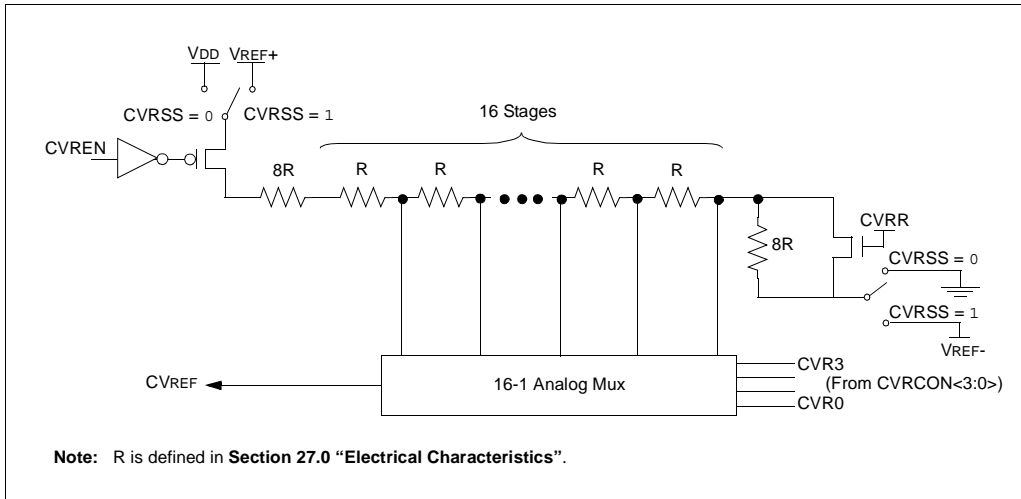 VDD VREF+
CVRSS = 0 CVRSS = 1
16 Stages
CVREN
8R R R R R
CVRR
8R
CVRSS = 0
CVRSS = 1
VREF-
CVREF
16-1 Analog Mux
CVR3
(From CVRCON<3:0>)
CVR0
Note: R is defined in Section 27.0 “Electrical Characteristics”.